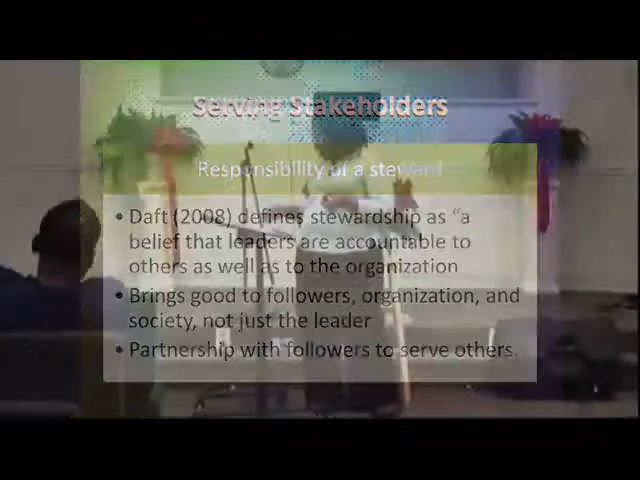 Serving Stakeholders
Responsibility of a steward
• Daft (2008) defines stewardship as “a
belief that leaders are accountable to
others as well as to the organization
• Brings good to followers, organization, and
society, not just the leader
• Partnership with followers to serve others.